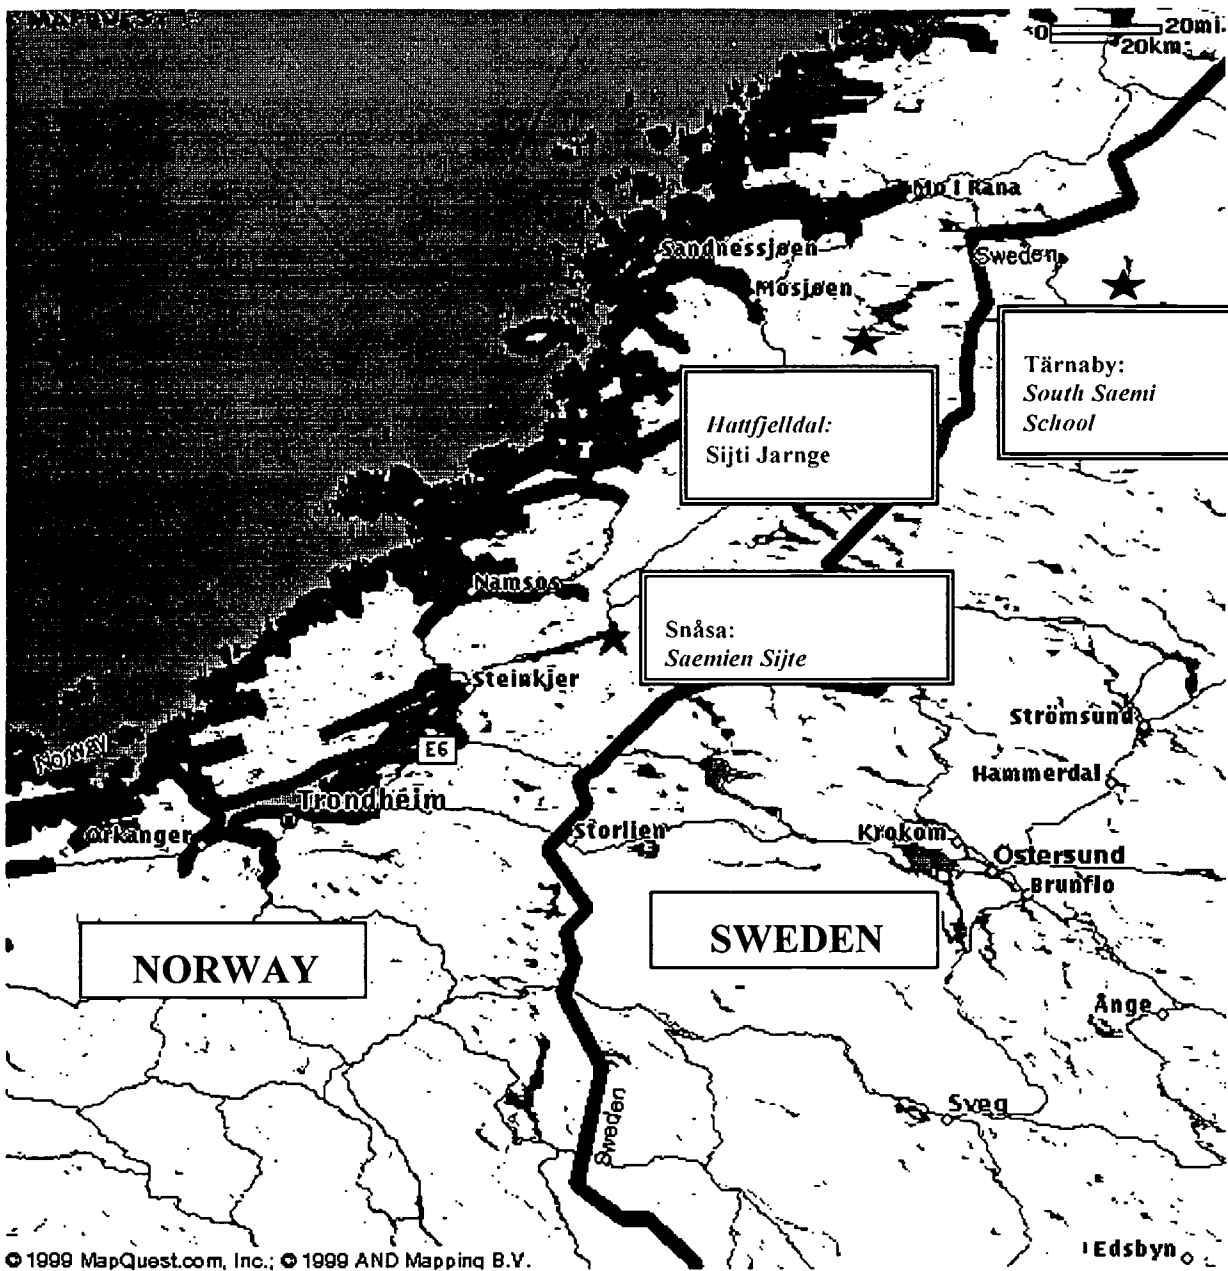 MAPQUEST
0 20mi.
20km.
Mo I Rana
Sandnessjøen
Sweden
Mosjøen
Tärnaby:
South Saemi
School
Hattfjelldal:
Sijti Jarnge
Namsos
Snåsa:
Saemien Sijte
Steinkjer
Strömsund
Norway
E6
Hammerdal
Trondheim
Orkanger
Storlien
Krokom
Östersund
Brunflo
NORWAY
SWEDEN
Ånge
Sveg
Sweden
Edsbyn
© 1999 MapQuest.com, Inc.; © 1999 AND Mapping B.V.